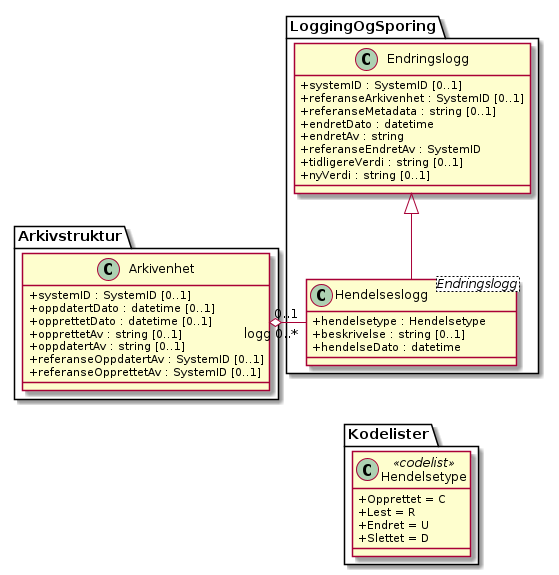 LoggingOgSporing
C Endringslogg
+systemID : SystemID [0..1]
+referanseArkivenhet : SystemID [0..1]
+referanseMetadata : string [0..1]
+endretDato : datetime
+endretAv : string
+referanseEndretAv : SystemID
+tidligereVerdi : string [0..1]
+nyVerdi : string [0..1]
Arkivstruktur
C Arkivenhet
+systemID : SystemID [0..1]
+oppdatertDato : datetime [0..1]
+opprettetDato : datetime [0..1]
+opprettetAv : string [0..1]
+oppdatertAv : string [0..1]
+referanseOppdatertAv : SystemID [0..1]
+referanseOpprettetAv : SystemID [0..1]
0..1
logg 0..*
Endringslogg
C Hendelseslogg
+hendelsetype : Hendelsetype
+beskrivelse : string [0..1]
+hendelseDato : datetime
Kodelister
«codelist»
C Hendelsetype
+Opprettet = C
+Lest = R
+Endret = U
+Slettet = D